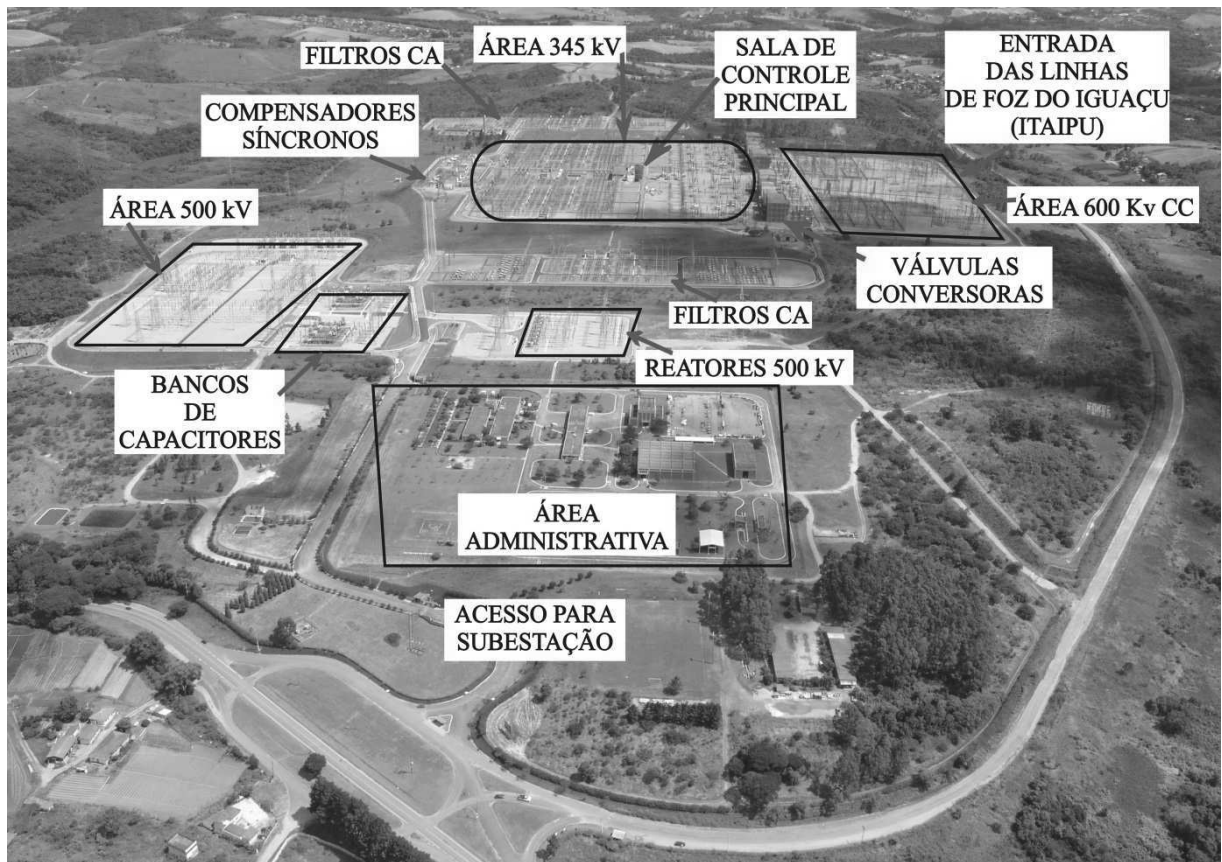 FILTROS CA
ÁREA 345 kV
SALA DE
CONTROLE
PRINCIPAL
ENTRADA
DAS LINHAS
DE FOZ DO IGUAÇU
(ITAIPU)
COMPENSADORES
SÍNCRONOS
ÁREA 500 kV
ÁREA 600 Kv CC
VÁLVULAS
CONVERSORAS
FILTROS CA
REATORES 500 kV
BANCOS
DE
CAPACITORES
ÁREA
ADMINISTRATIVA
ACESSO PARA
SUBESTAÇÃO